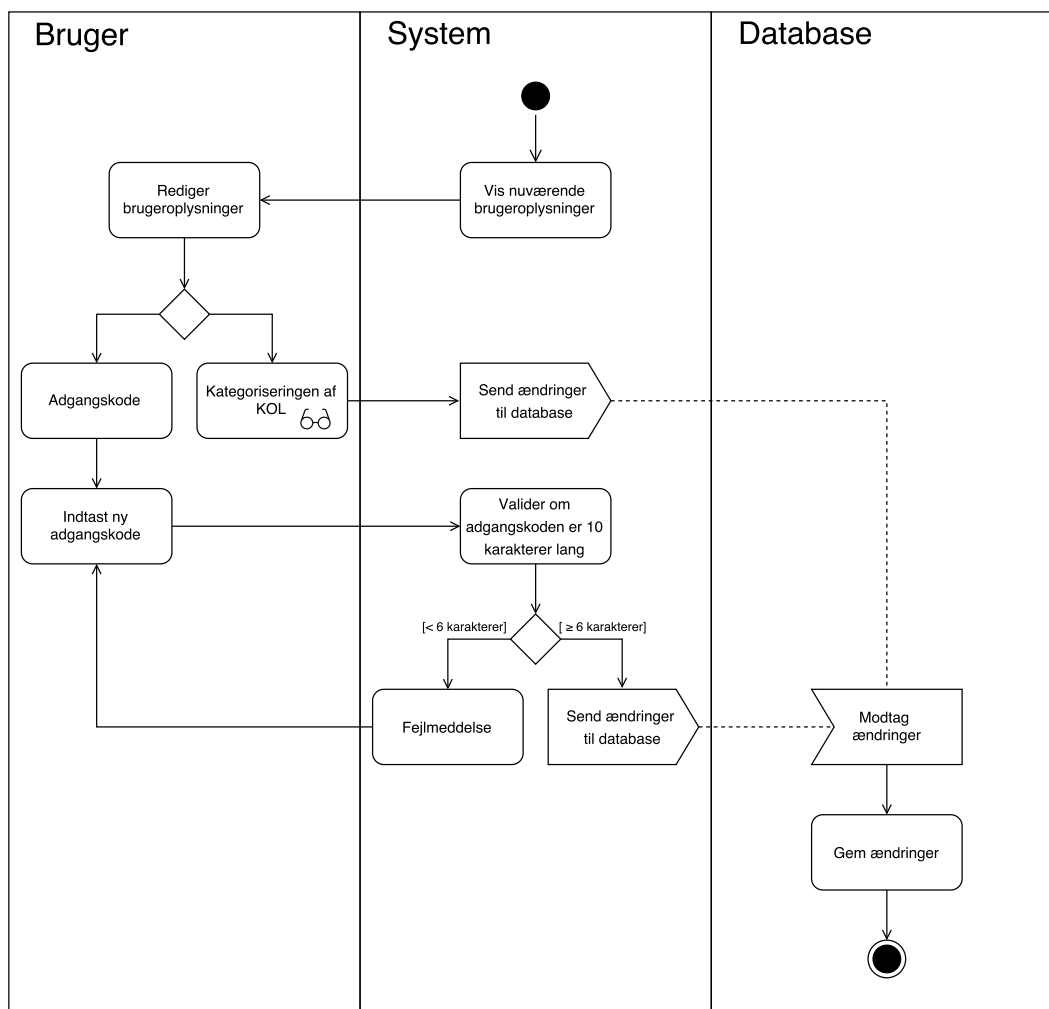 Bruger
System
Database
Rediger
brugeroplysninger
Vis nuværende
brugeroplysninger
Adgangskode
Kategoriseringen af
KOL
Send ændringer
til database
Indtast ny
adgangskode
Valider om
adgangskoden er 10
karakterer lang
[< 6 karakterer]
[ ≥ 6 karakterer]
Fejlmeddelse
Send ændringer
til database
Modtag
ændringer
Gem ændringer